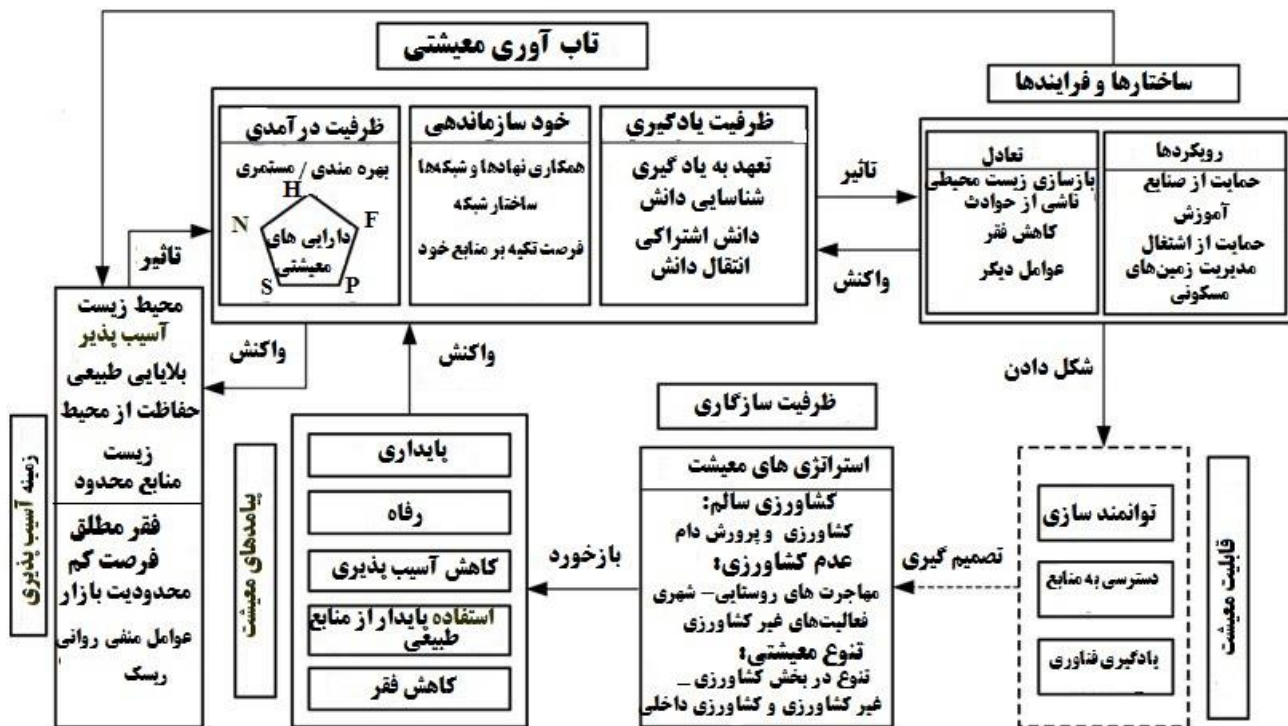 تاب آوری معیشتی
ساختارها و فرایندها
ظرفیت یادگیری
تعهد به یاد گیری
شناسایی دانش
دانش اشتراکی
انتقال دانش
خود سازماندهی
همکاری نهادها و شبکه‌ها
ساختار شبکه
فرصت تکیه بر منابع خود
ظرفیت درآمدی
بهره مندی / مستمری
H
N
F
دارایی های
معیشتی
S
P
تاثیر
واکنش
رویکردها
حمایت از صنایع
آموزش
حمایت از اشتغال
مدیریت زمین‌های
مسکونی
تعادل
بازسازی زیست محیطی
ناشی از حوادث
کاهش فقر
عوامل دیگر
تاثیر
واکنش
واکنش
شکل دادن
محیط زیست
آسیب پذیر
بلایایی طبیعی
حفاظت از محیط
زیست
منابع محدود
فقر مطلق
فرصت کم
محدودیت بازار
عوامل منفی روانی
ریسک
زمینه آسیب پذیری
قابلیت معیشت
توانمند سازی
دسترسی به منابع
یادگیری فناوری
تصمیم گیری
ظرفیت سازگاری
استراتژی های معیشت
کشاورزی سالم:
کشاورزی و پرورش دام
عدم کشاورزی:
مهاجرت های روستایی– شهری
فعالیت‌های غیر کشاورزی
تنوع معیشتی:
تنوع در بخش کشاورزی _
غیر کشاورزی و کشاورزی داخلی
بازخورد
پیامدهای معیشت
پایداری
رفاه
کاهش آسیب پذیری
استفاده پایدار از منابع
طبیعی
کاهش فقر